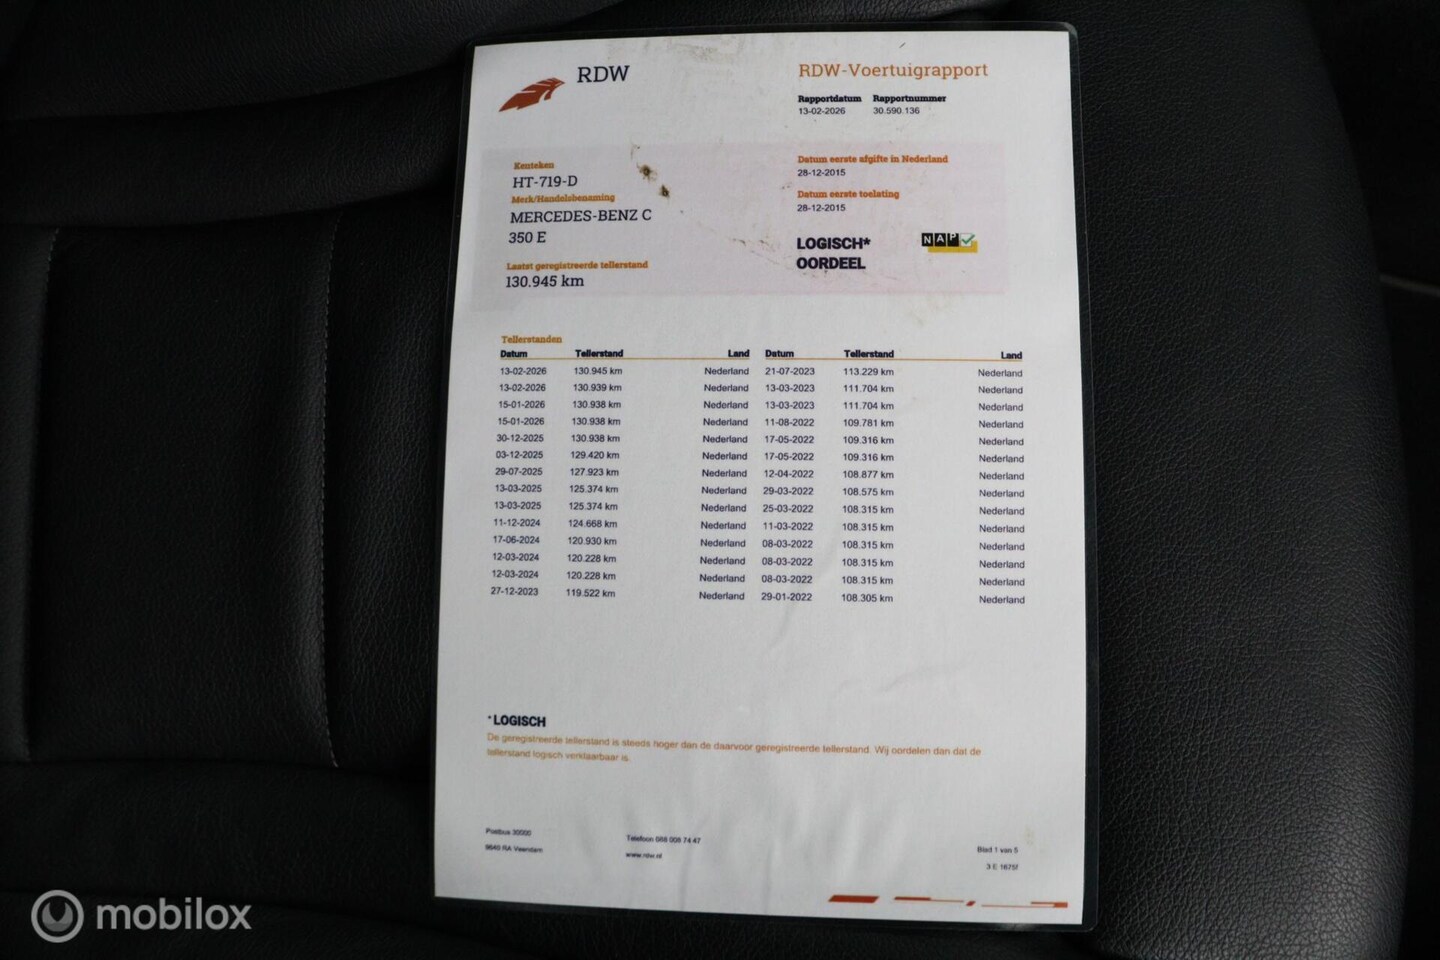 RDW
RDW-Voertuigrapport
Rapportdatum Rapportnummer
13-02-2026 30.590.136
Kenteken
HT-719-D
Merk/Handelsbenaming
MERCEDES-BENZ C
350 E
Laatst geregistreerde tellerstand
130.945 km
Datum eerste afgifte in Nederland
28-12-2015
Datum eerste toelating
28-12-2015
LOGISCH*
OORDEEL
NAP
Tellerstanden
Datum Tellerstand Land Datum Tellerstand Land
13-02-2026 130.945 km Nederland 21-07-2023 113.229 km Nederland
13-02-2026 130.939 km Nederland 13-03-2023 111.704 km Nederland
15-01-2026 130.938 km Nederland 13-03-2023 111.704 km Nederland
15-01-2026 130.938 km Nederland 11-08-2022 109.781 km Nederland
30-12-2025 130.938 km Nederland 17-05-2022 109.316 km Nederland
03-12-2025 129.420 km Nederland 17-05-2022 109.316 km Nederland
29-07-2025 127.923 km Nederland 12-04-2022 108.877 km Nederland
13-03-2025 125.374 km Nederland 29-03-2022 108.575 km Nederland
13-03-2025 125.374 km Nederland 25-03-2022 108.315 km Nederland
11-12-2024 124.668 km Nederland 11-03-2022 108.315 km Nederland
17-06-2024 120.930 km Nederland 08-03-2022 108.315 km Nederland
12-03-2024 120.228 km Nederland 08-03-2022 108.315 km Nederland
12-03-2024 120.228 km Nederland 08-03-2022 108.315 km Nederland
27-12-2023 119.522 km Nederland 29-01-2022 108.305 km Nederland
*LOGISCH
De geregistreerde tellerstand is steeds hoger dan de daarvoor geregistreerde tellerstand. Wij oordelen dan dat de
tellerstand logisch verklaarbaar is.
Postbus 30000 Telefoon 088 008 74 47 Blad 1 van 5
9640 RA Veendam www.rdw.nl 3 E 1675f
mobilox